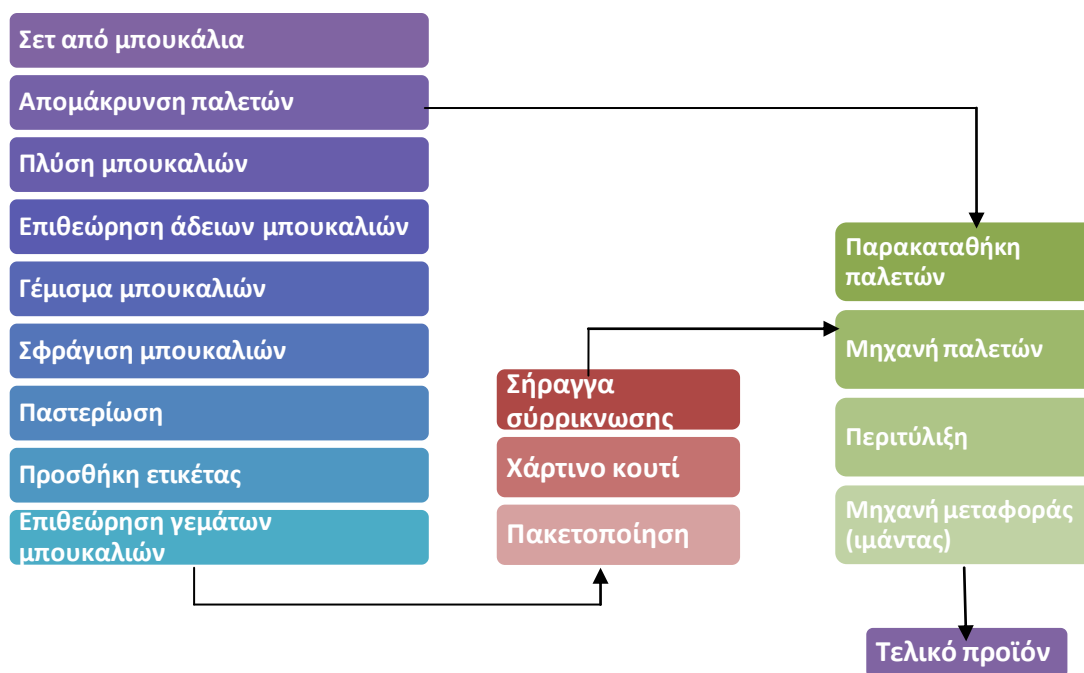 Σετ από μπουκάλια
Απομάκρυνση παλετών
Πλύση μπουκαλιών
Επιθεώρηση άδειων μπουκαλιών
Γέμισμα μπουκαλιών
Σφράγιση μπουκαλιών
Παστερίωση
Προσθήκη ετικέτας
Επιθεώρηση γεμάτων
μπουκαλιών
Σήραγγα
σύρρικνωσης
Χάρτινο κουτί
Πακετοποίηση
Παρακαταθήκη
παλετών
Μηχανή παλετών
Περιτύλιξη
Μηχανή μεταφοράς
(ιμάντας)
Τελικό προϊόν